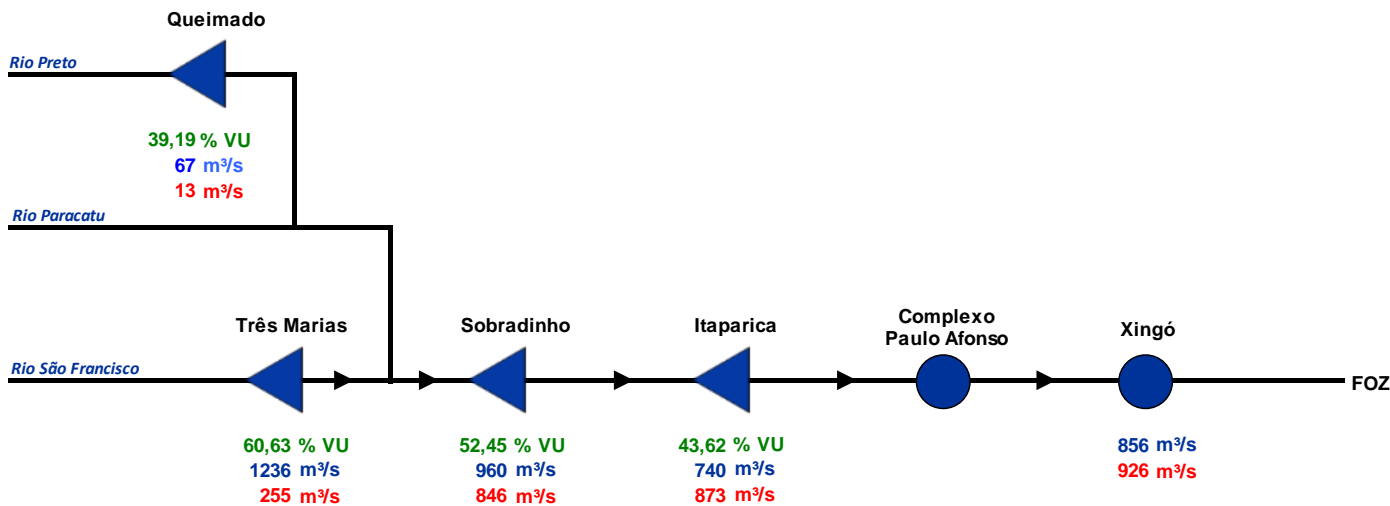 Queimado
Rio Preto
39,19 % VU
67 m³/s
13 m³/s
Rio Paracatu
Três Marias
Sobradinho
Itaparica
Complexo
Paulo Afonso
Xingó
Rio São Francisco
FOZ
60,63 % VU
1236 m³/s
255 m³/s
52,45 % VU
960 m³/s
846 m³/s
43,62 % VU
740 m³/s
873 m³/s
856 m³/s
926 m³/s